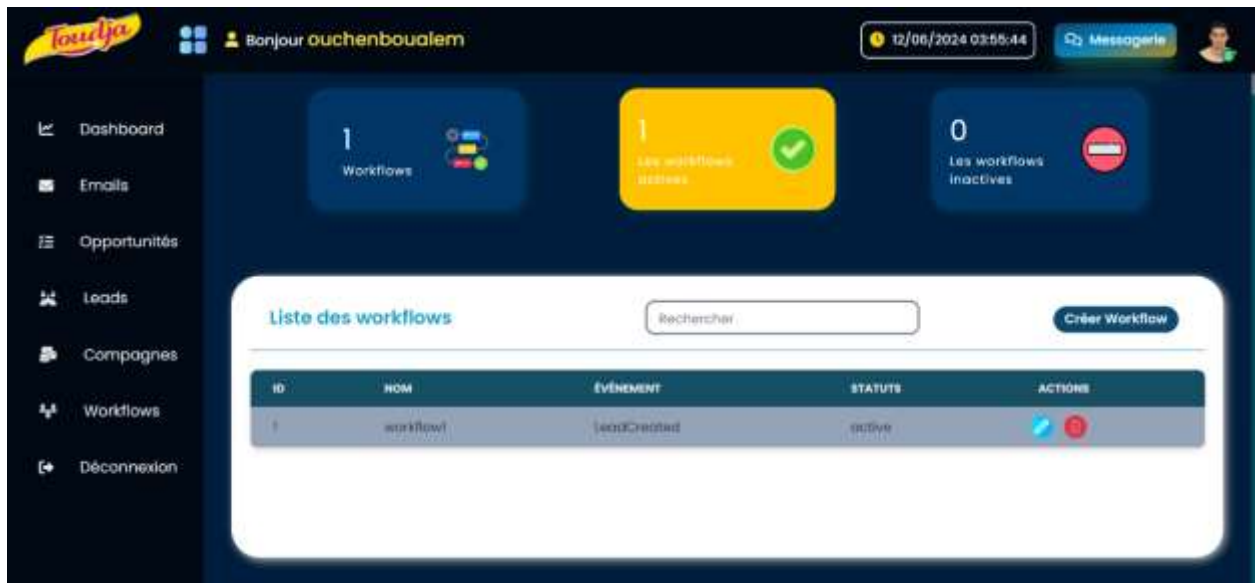 Toudja
Bonjour ouchenboualem
12/06/2024 03:55:44
Messagerie
Dashboard
Emails
Opportunités
Leads
Compagnes
Workflows
Déconnexion
1
Workflows
1
Les workflows
actives
0
Les workflows
inactives
Liste des workflows
Rechercher
Créer Workflow
ID NOM ÉVÉNEMENT STATUTS ACTIONS
1 workflow1 LeadCreated active